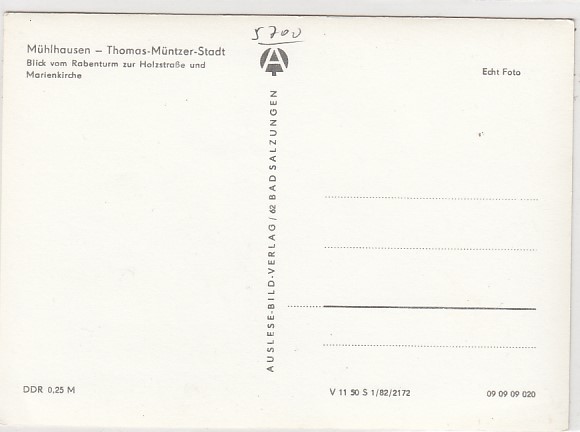 5700
Mühlhausen – Thomas-Müntzer-Stadt
Blick vom Rabenturm zur Holzstraße und
Marienkirche
A
Echt Foto
AUSLESE-BILD-VERLAG / 62 BAD SALZUNGEN
DDR 0,25 M
V 11 50 S 1/82/2172
09 09 09 020